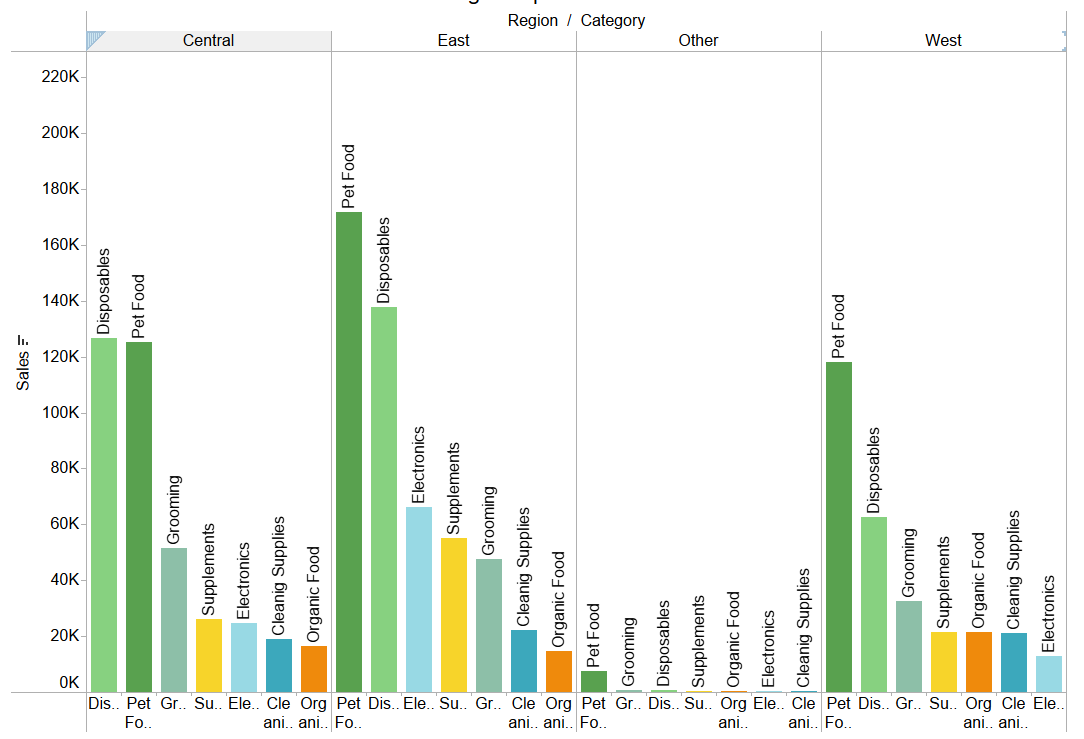 Region / Category
Central
East
Other
West
220K
200K
180K
160K
140K
120K
100K
80K
60K
40K
20K
0K
Sales
Disposables
Pet Food
Grooming
Supplements
Electronics
Cleanig Supplies
Organic Food
Pet Food
Disposables
Electronics
Supplements
Grooming
Cleanig Supplies
Organic Food
Pet Food
Grooming
Disposables
Supplements
Organic Food
Electronics
Cleanig Supplies
Pet Food
Disposables
Grooming
Supplements
Organic Food
Cleanig Supplies
Electronics
Dis.. Pet Gr.. Su.. Ele.. Cle Org Pet Dis.. Ele.. Su.. Gr.. Cle Org Pet Gr.. Dis.. Su.. Org Ele.. Cle Pet Dis.. Gr.. Su.. Org Cle Ele..
Fo.. ani.. ani.. Fo.. ani.. ani.. Fo.. ani.. ani.. Fo.. ani.. ani..